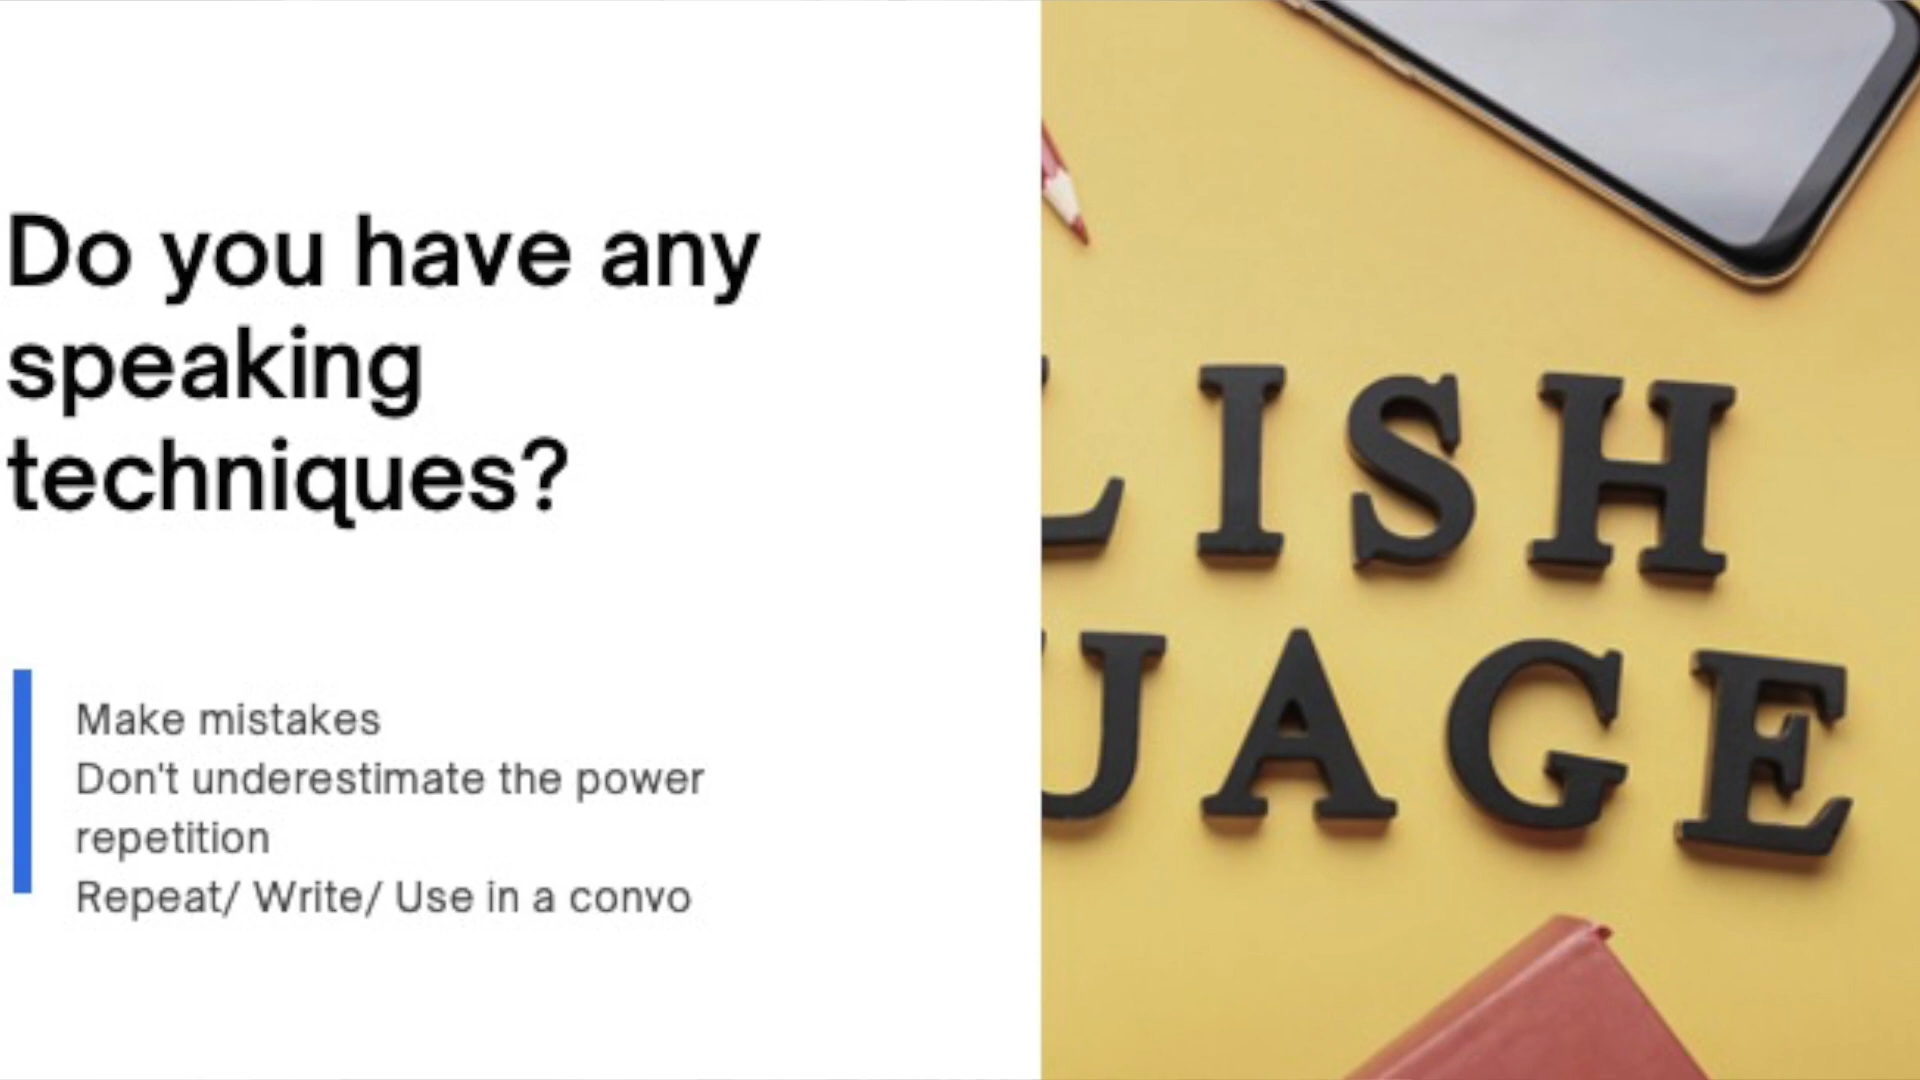 Do you have any
speaking
techniques?
Make mistakes
Don't underestimate the power
repetition
Repeat/ Write/ Use in a convo
LISH
UAGE